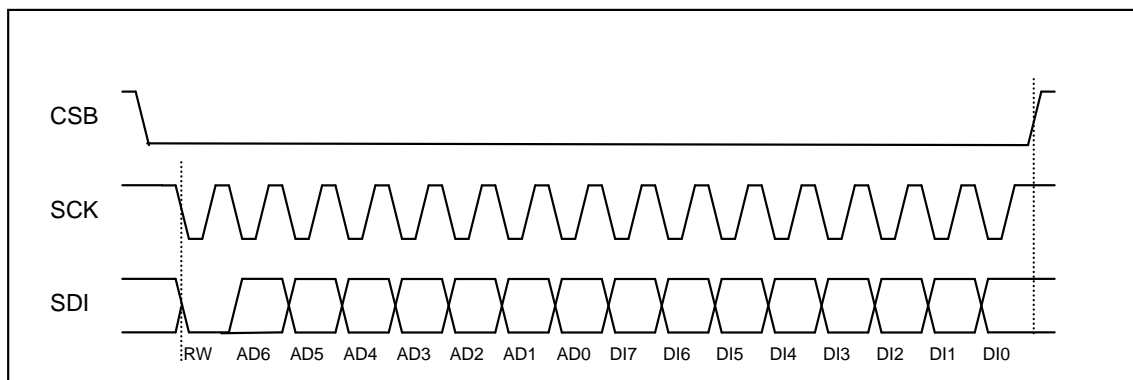 CSB
SCK
SDI
RW AD6 AD5 AD4 AD3 AD2 AD1 AD0 DI7 DI6 DI5 DI4 DI3 DI2 DI1 DI0